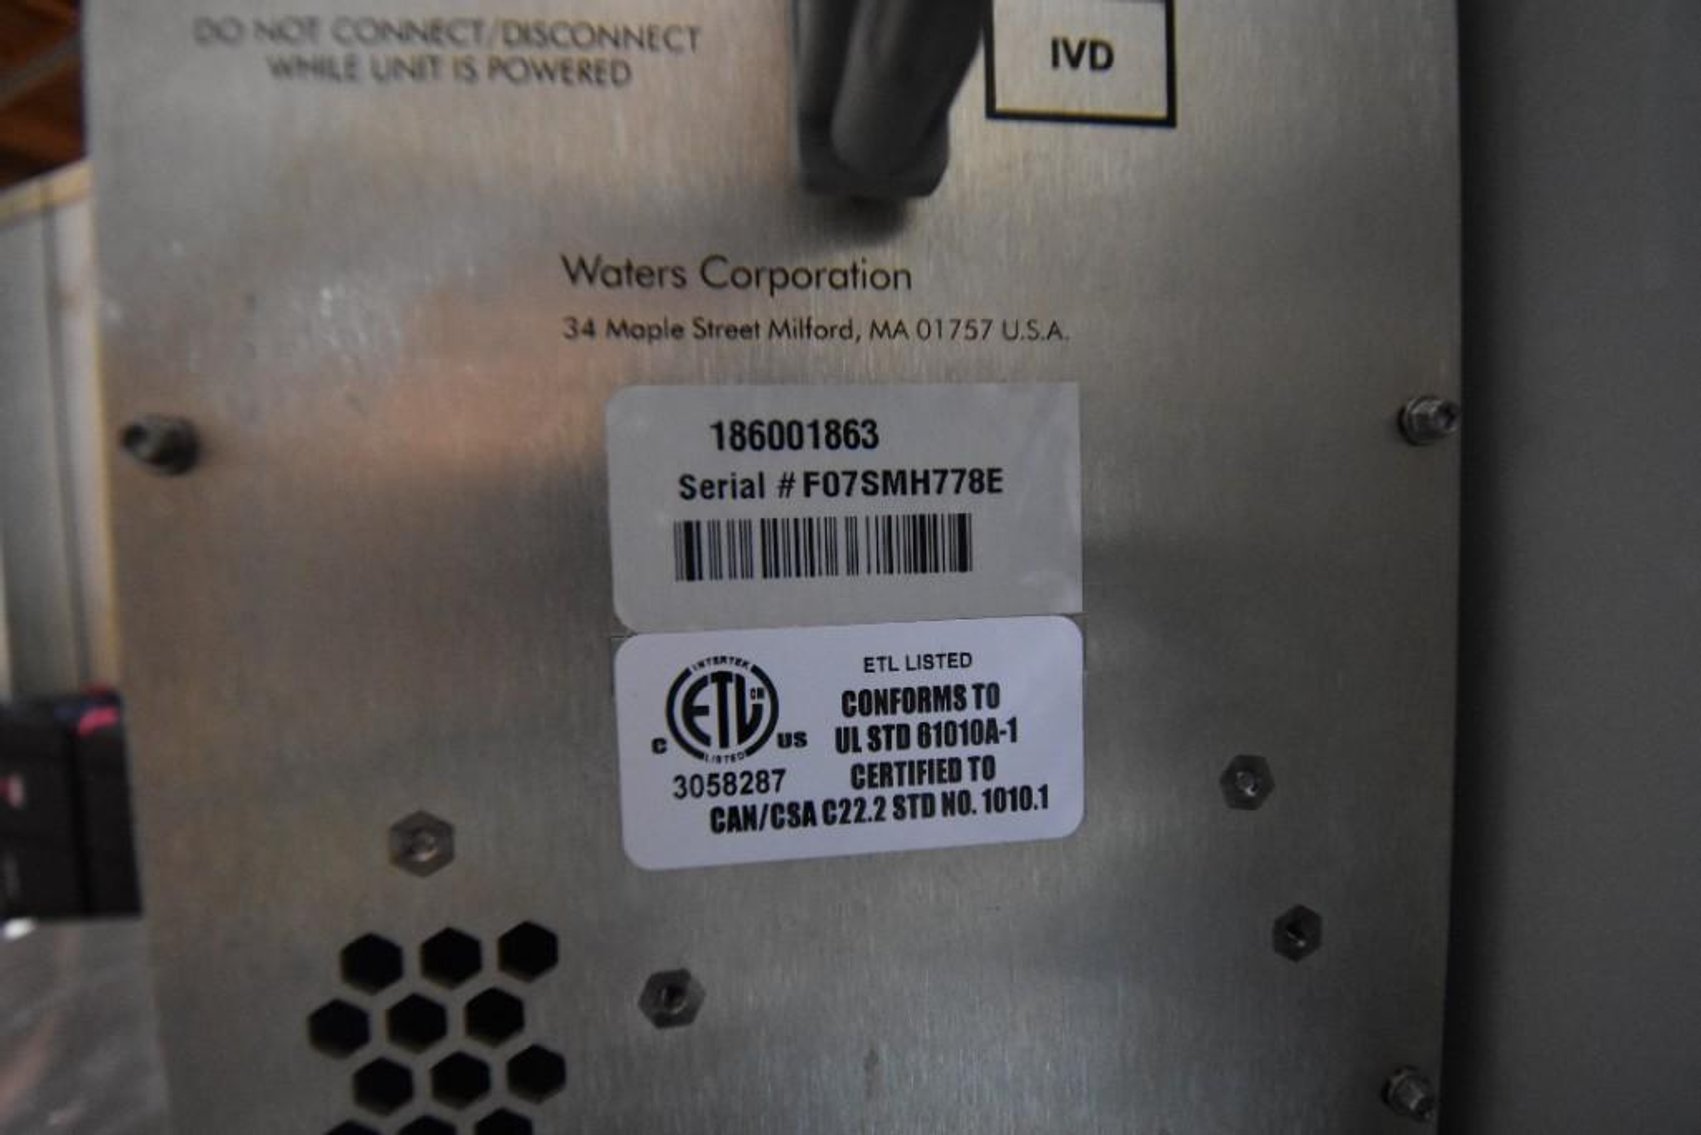 DO NOT CONNECT/DISCONNECT
WHILE UNIT IS POWERED
IVD
Waters Corporation
34 Maple Street Milford, MA 01757 U.S.A.
186001863
Serial # F07SMH778E
INTERTEK
ETL CM
LISTED
C US
3058287
ETL LISTED
CONFORMS TO
UL STD 61010A-1
CERTIFIED TO
CAN/CSA C22.2 STD NO. 1010.1